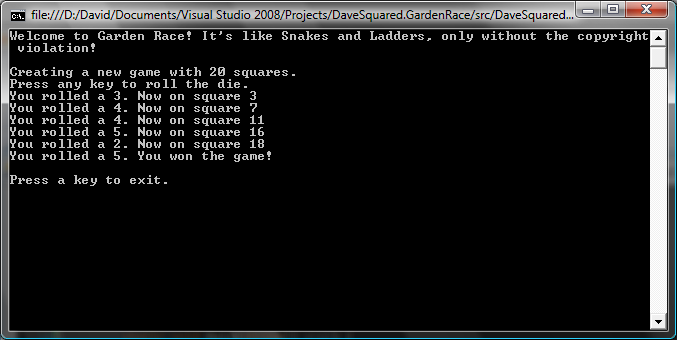 file:///D:/David/Documents/Visual Studio 2008/Projects/DaveSquared.GardenRace/src/DaveSquared...
Welcome to Garden Race! It's like Snakes and Ladders, only without the copyright
violation!
Creating a new game with 20 squares.
Press any key to roll the die.
You rolled a 3. Now on square 3
You rolled a 4. Now on square 7
You rolled a 4. Now on square 11
You rolled a 5. Now on square 16
You rolled a 2. Now on square 18
You rolled a 5. You won the game!
Press a key to exit.